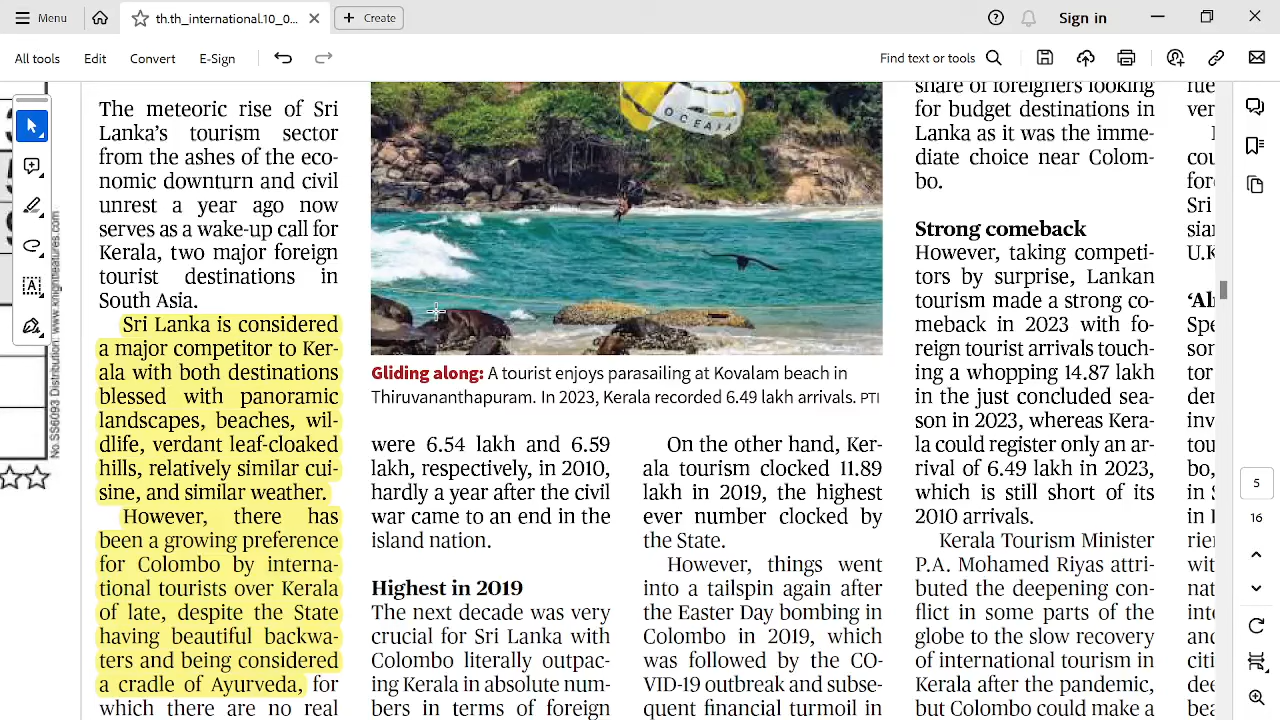 Menu
th.th_international.10_0...
Create
Sign in
All tools
Edit
Convert
E-Sign
Find text or tools
The meteoric rise of Sri
Lanka's tourism sector
from the ashes of the eco-
nomic downturn and civil
unrest a year ago now
serves as a wake-up call for
Kerala, two major foreign
tourist destinations in
South Asia.
Sri Lanka is considered
a major competitor to Ker-
ala with both destinations
blessed with panoramic
landscapes, beaches, wil-
dlife, verdant leaf-cloaked
hills, relatively similar cui-
sine, and similar weather.
However, there has
been a growing preference
for Colombo by interna-
tional tourists over Kerala
of late, despite the State
having beautiful backwa-
ters and being considered
a cradle of Ayurveda, for
which there are no real
No.SS6093 Distribution: www.knightfeatures.com
OCEANA
Gliding along: A tourist enjoys parasailing at Kovalam beach in
Thiruvananthapuram. In 2023, Kerala recorded 6.49 lakh arrivals. PTI
were 6.54 lakh and 6.59
lakh, respectively, in 2010,
hardly a year after the civil
war came to an end in the
island nation.
Highest in 2019
The next decade was very
crucial for Sri Lanka with
Colombo literally outpac-
ing Kerala in absolute num-
bers in terms of foreign
On the other hand, Ker-
ala tourism clocked 11.89
lakh in 2019, the highest
ever number clocked by
the State.
However, things went
into a tailspin again after
the Easter Day bombing in
Colombo in 2019, which
was followed by the CO-
VID-19 outbreak and subse-
quent financial turmoil in
share of foreigners looking
for budget destinations in
Lanka as it was the imme-
diate choice near Colom-
bo.
Strong comeback
However, taking competi-
tors by surprise, Lankan
tourism made a strong co-
meback in 2023 with fo-
reign tourist arrivals touch-
ing a whopping 14.87 lakh
in the just concluded sea-
son in 2023, whereas Kera-
la could register only an ar-
rival of 6.49 lakh in 2023,
which is still short of its
2010 arrivals.
Kerala Tourism Minister
P.A. Mohamed Riyas attri-
buted the deepening con-
flict in some parts of the
globe to the slow recovery
of international tourism in
Kerala after the pandemic,
but Colombo could make a
5
16